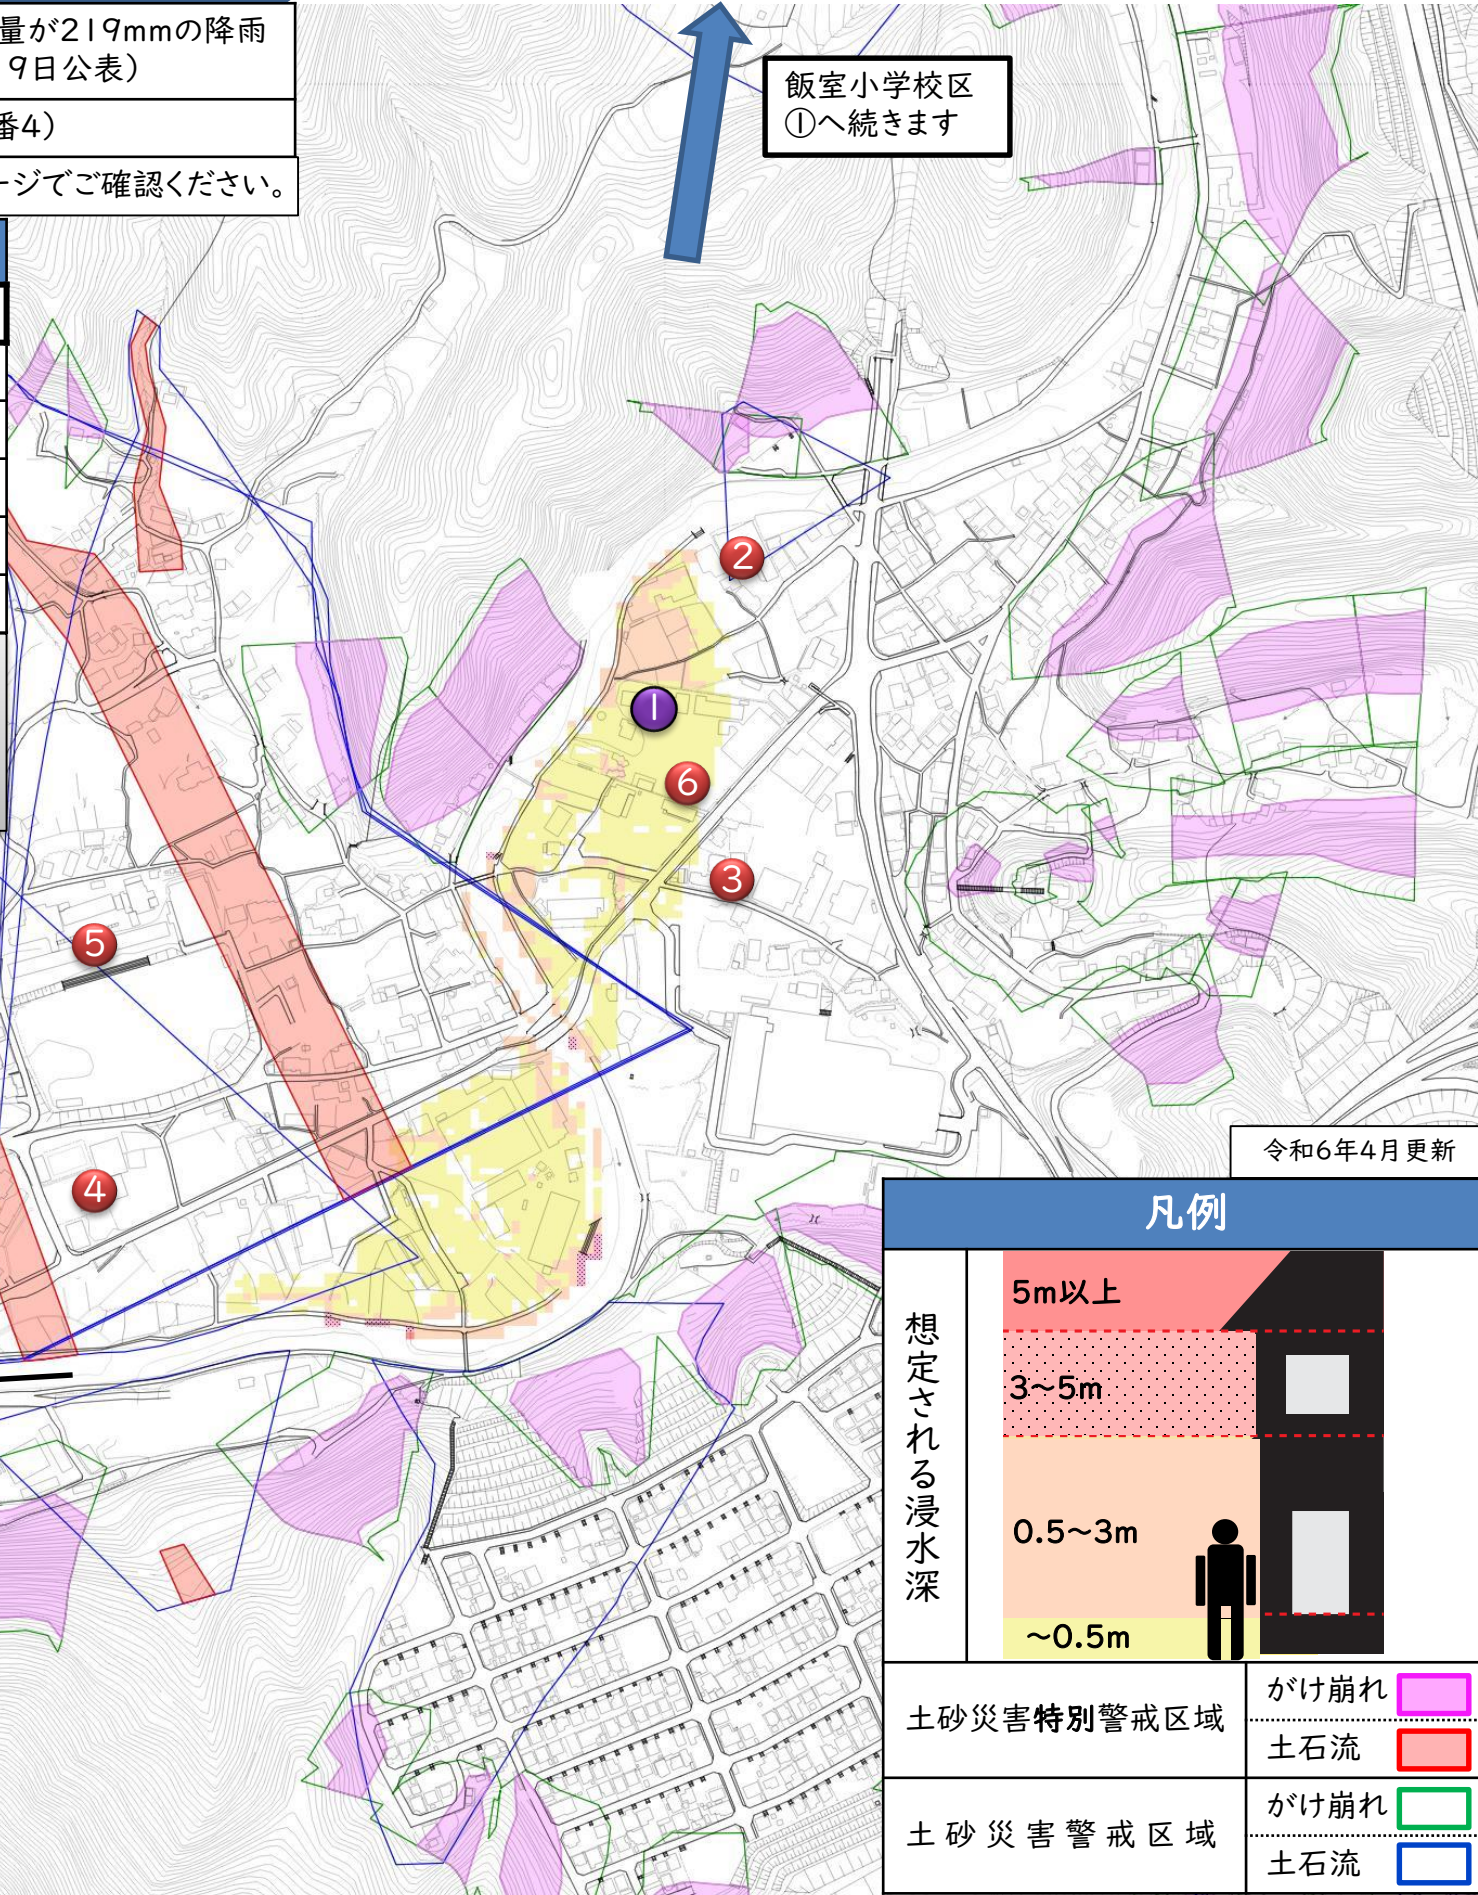 量が219mmの降雨
9日公表）
番4）
ージでご確認ください。
飯室小学校区
①へ続きます
2
1
6
3
5
4
令和6年4月更新
凡例
想定される浸水深
5m以上
3～5m
0.5～3m
～0.5m
土砂災害特別警戒区域
がけ崩れ
土石流
土砂災害警戒区域
がけ崩れ
土石流